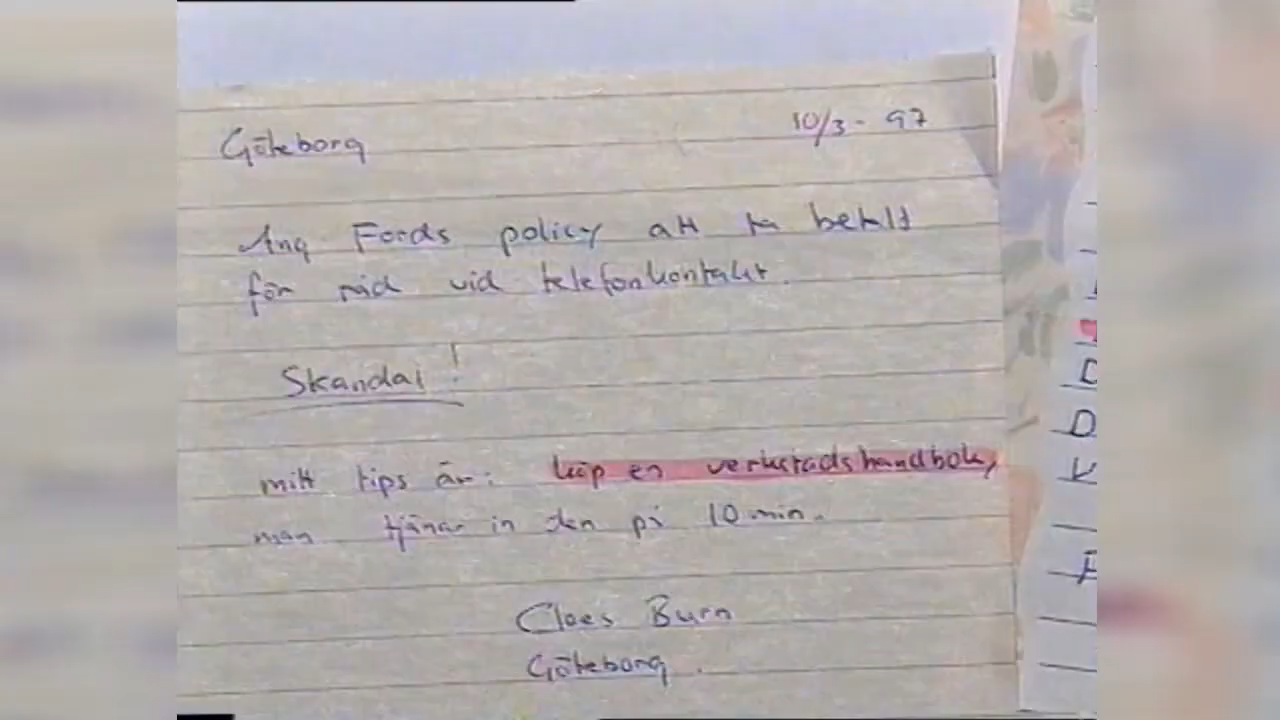 Göteborg 10/3 - 97
Ang Fords policy att ta betalt
för råd vid telefonkontakt.
Skandal!
mitt tips är: köp en verkstadshandbok,
man tjänar in den på 10 min.
Claes Burn
Göteborg.